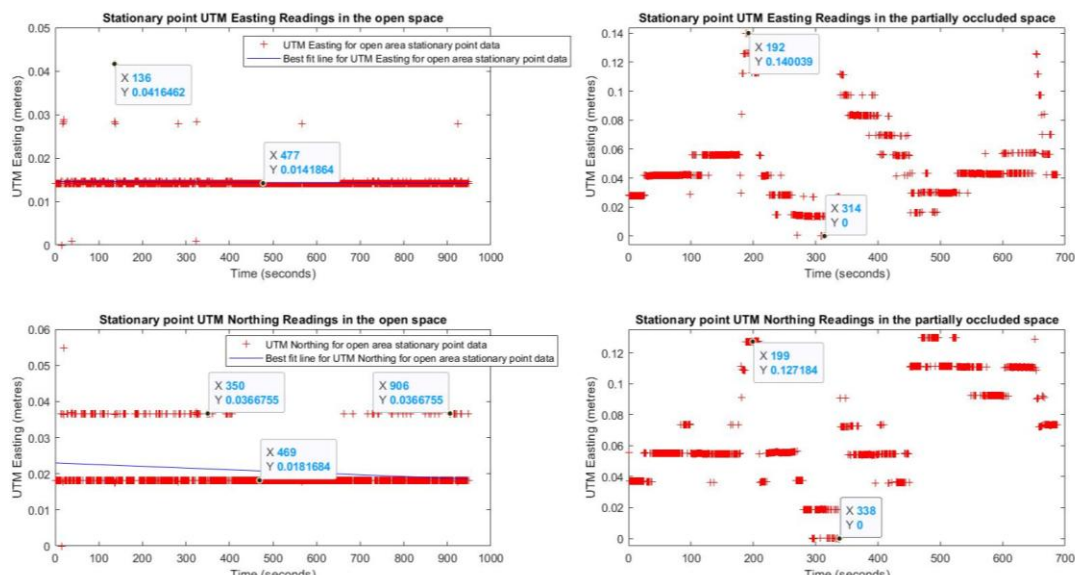 Stationary point UTM Easting Readings in the open space
UTM Easting (metres)
0.05
0.04
0.03
0.02
0.01
0
UTM Easting for open area stationary point data
Best fit line for UTM Easting for open area stationary point data
X 136
Y 0.0416462
X 477
Y 0.0141864
0 100 200 300 400 500 600 700 800 900 1000
Time (seconds)
Stationary point UTM Easting Readings in the partially occluded space
UTM Easting (metres)
0.14
0.12
0.1
0.08
0.06
0.04
0.02
0
X 192
Y 0.140039
X 314
Y 0
0 100 200 300 400 500 600 700
Time (seconds)
Stationary point UTM Northing Readings in the open space
UTM Easting (metres)
0.06
0.05
0.04
0.03
0.02
0.01
0
UTM Northing for open area stationary point data
Best fit line for UTM Northing for open area stationary point data
X 350
Y 0.0366755
X 906
Y 0.0366755
X 469
Y 0.0181684
0 100 200 300 400 500 600 700 800 900 1000
Time (seconds)
Stationary point UTM Northing Readings in the partially occluded space
UTM Easting (metres)
0.12
0.1
0.08
0.06
0.04
0.02
0
X 199
Y 0.127184
X 338
Y 0
0 100 200 300 400 500 600 700
Time (seconds)